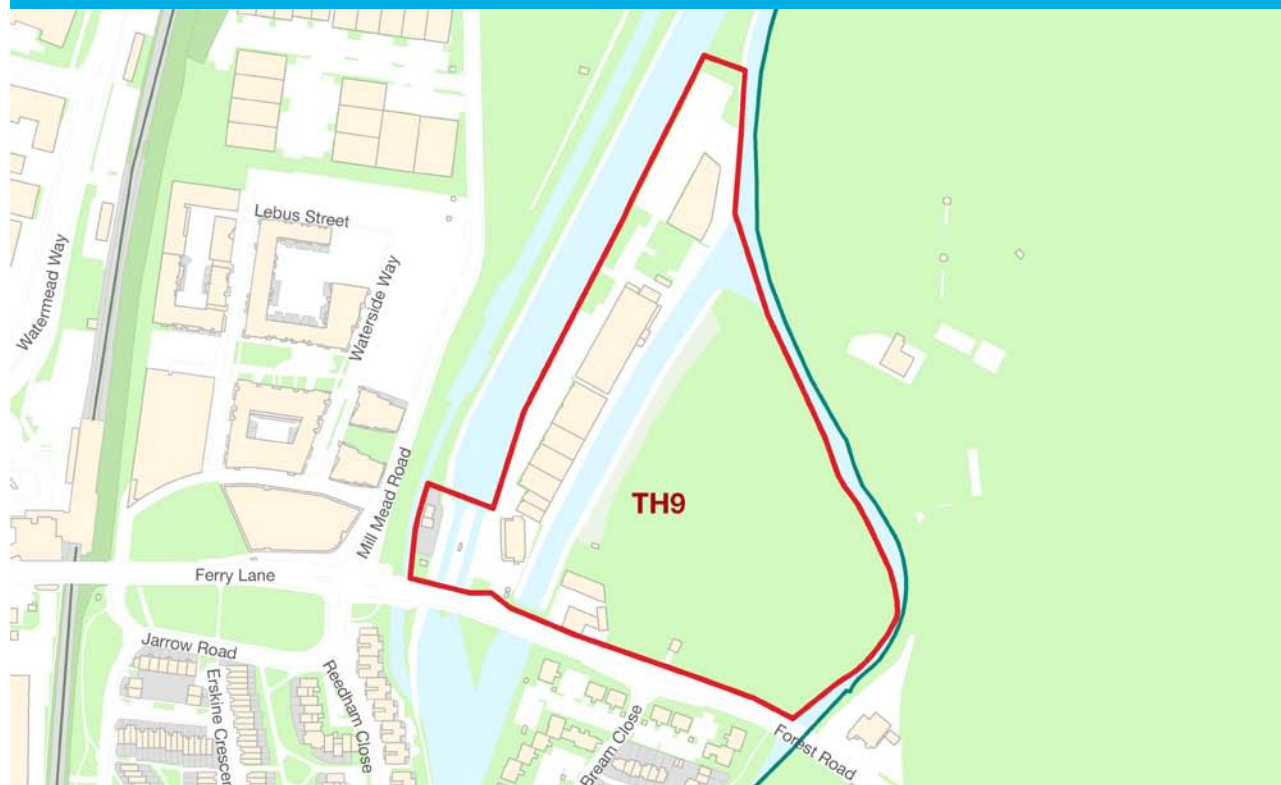 Lebus Street
Watermead Way
Waterside Way
Mill Mead Road
TH9
Ferry Lane
Jarrow Road
Erskine Crescen
Reedham Close
Bream Close
Forest Road